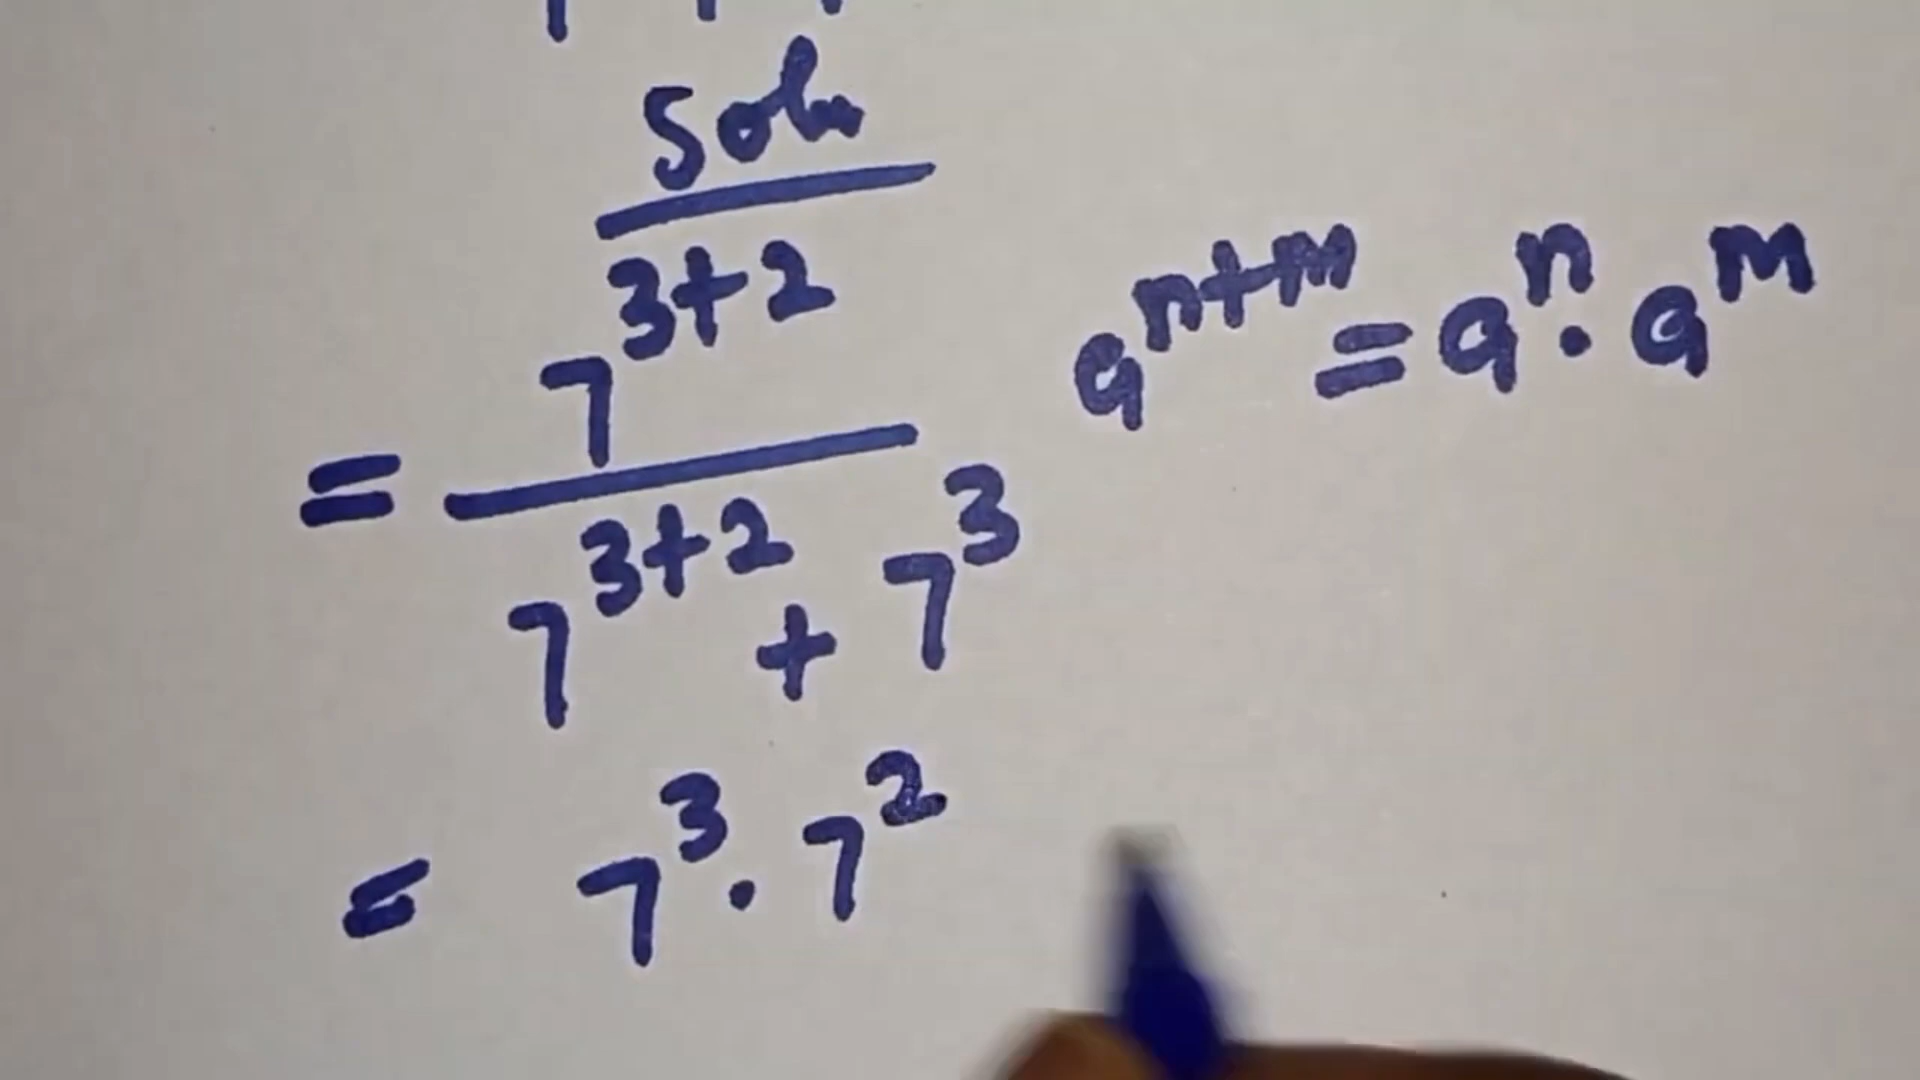 Soln
= 7^{3+2} / (7^{3+2} + 7^3)
a^{n+m} = a^n . a^m
= 7^3 . 7^2